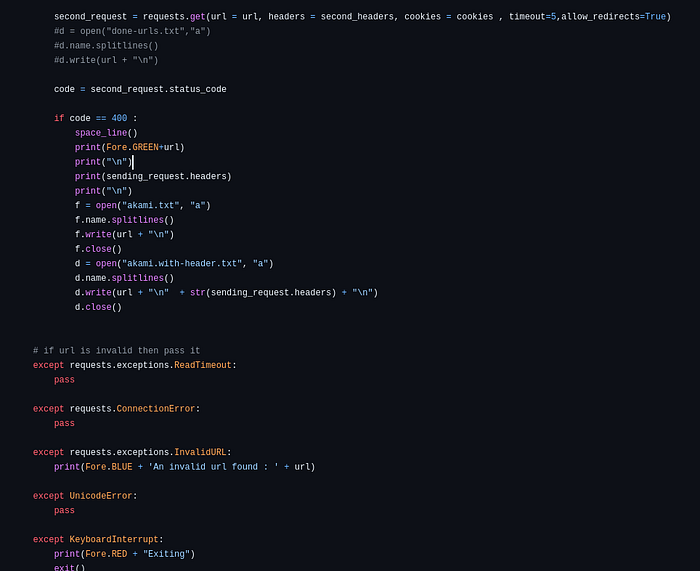 second_request = requests.get(url = url, headers = second_headers, cookies = cookies , timeout=5,allow_redirects=True)
#d = open("done-urls.txt","a")
#d.name.splitlines()
#d.write(url + "\n")
code = second_request.status_code
if code == 400 :
space_line()
print(Fore.GREEN+url)
print("\n")
print(sending_request.headers)
print("\n")
f = open("akami.txt", "a")
f.name.splitlines()
f.write(url + "\n")
f.close()
d = open("akami.with-header.txt", "a")
d.name.splitlines()
d.write(url + "\n"  + str(sending_request.headers) + "\n")
d.close()
# if url is invalid then pass it
except requests.exceptions.ReadTimeout:
pass
except requests.ConnectionError:
pass
except requests.exceptions.InvalidURL:
print(Fore.BLUE + 'An invalid url found : ' + url)
except UnicodeError:
pass
except KeyboardInterrupt:
print(Fore.RED + "Exiting")
exit()